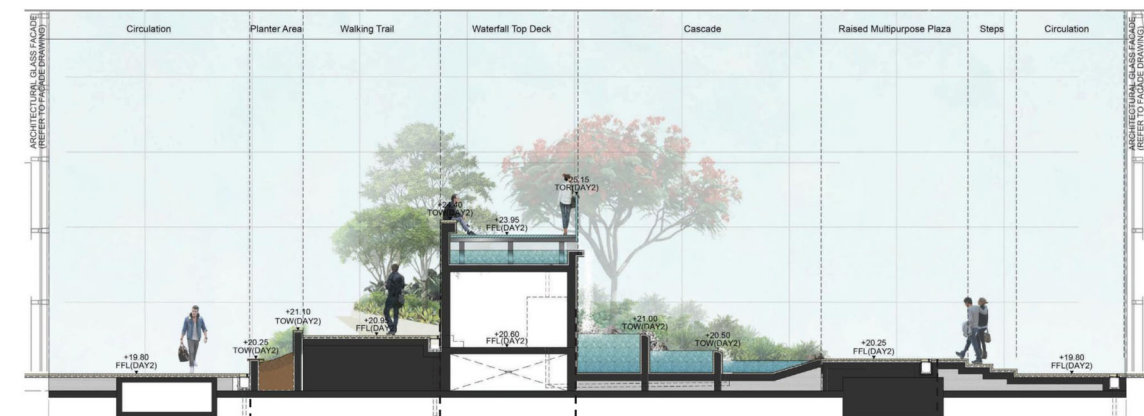 Circulation
Planter Area
Walking Trail
Waterfall Top Deck
Cascade
Raised Multipurpose Plaza
Steps
Circulation
ARCHITECTURAL GLASS FACADE
(REFER TO FACADE DRAWING)
ARCHITECTURAL GLASS FACADE
(REFER TO FACADE DRAWING)
+25.15
TOR(DAY2)
TOW(DAY2)
+23.95
FFL(DAY2)
+21.10
TOW(DAY2)
+20.95
FFL(DAY2)
+21.00
TOW(DAY2)
+20.25
TOW(DAY2)
+20.60
FFL(DAY2)
+20.50
TOW(DAY2)
+19.80
FFL(DAY2)
+20.25
FFL(DAY2)
+19.80
FFL(DAY2)